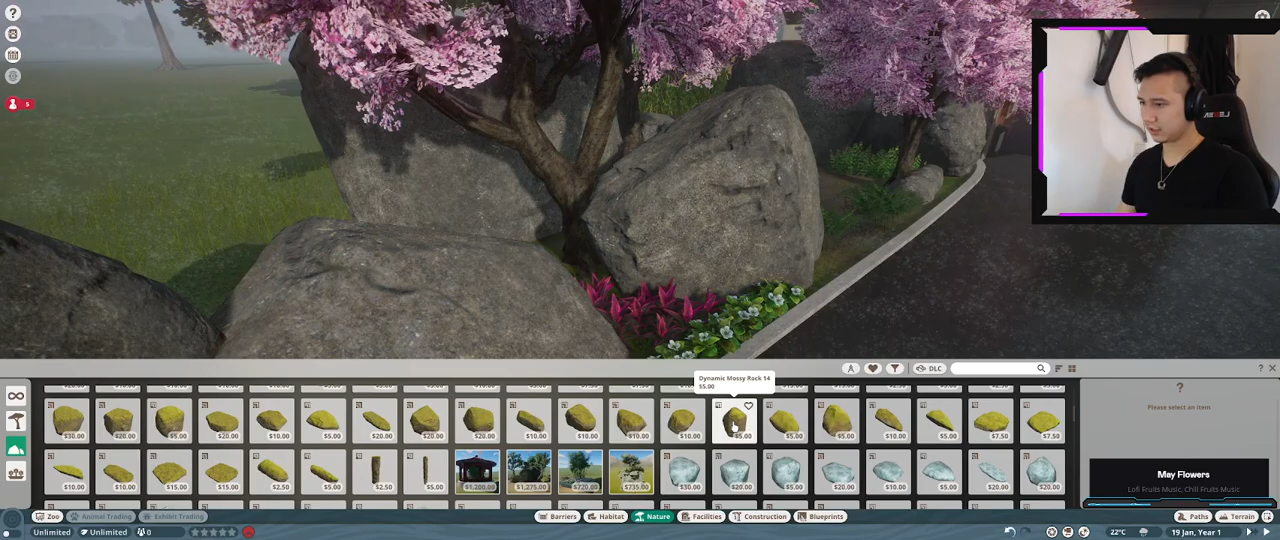 5
DLC
Dynamic Mossy Rock 14
$5.00
Please select an item
$30.00 $20.00 $5.00 $20.00 $10.00 $5.00 $20.00 $20.00 $20.00 $10.00 $10.00 $10.00 $10.00 $5.00 $5.00 $5.00 $10.00 $5.00 $7.50 $7.50
$10.00 $10.00 $15.00 $15.00 $2.50 $5.00 $2.50 $5.00 $1,200.00 $1,275.00 $720.00 $735.00 $30.00 $20.00 $5.00 $20.00 $10.00 $5.00 $5.00 $20.00
May Flowers
Lofi Fruits Music, Chill Fruits Music
Zoo Animal Trading Exhibit Trading Barriers Habitat Nature Facilities Construction Blueprints Paths Terrain
Unlimited Unlimited 0 22°C 19 Jan, Year 1